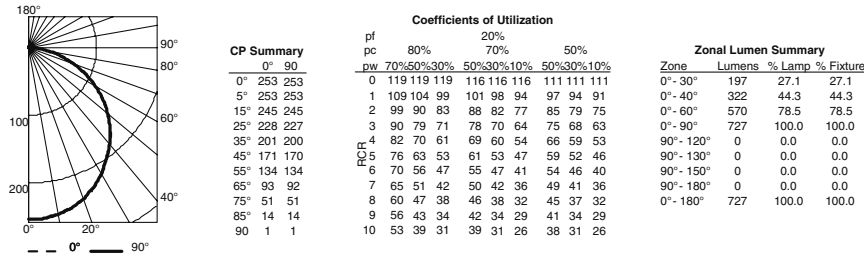 180°
90°
80°
60°
40°
100
200
0° 20°
0° 90°
CP Summary
0° 90
0° 253 253
5° 253 253
15° 245 245
25° 228 227
35° 201 200
45° 171 170
55° 134 134
65° 93 92
75° 51 51
85° 14 14
90 1 1
Coefficients of Utilization
pf 20%
pc 80% 70% 50%
pw 70%50%30% 50%30%10% 50%30%10%
RCR
0 119 119 119 116 116 116 111 111 111
1 109 104 99 101 98 94 97 94 91
2 99 90 83 88 82 77 85 79 75
3 90 79 71 78 70 64 75 68 63
4 82 70 61 69 60 54 66 59 53
5 76 63 53 61 53 47 59 52 46
6 70 56 47 55 47 41 54 46 40
7 65 51 42 50 42 36 49 41 36
8 60 47 38 46 38 32 45 37 32
9 56 43 34 42 34 29 41 34 29
10 53 39 31 39 31 26 38 31 26
Zonal Lumen Summary
Zone Lumens % Lamp % Fixture
0°- 30° 197 27.1 27.1
0°- 40° 322 44.3 44.3
0°- 60° 570 78.5 78.5
0°- 90° 727 100.0 100.0
90°- 120° 0 0.0 0.0
90°- 130° 0 0.0 0.0
90°- 150° 0 0.0 0.0
90°- 180° 0 0.0 0.0
0°- 180° 727 100.0 100.0